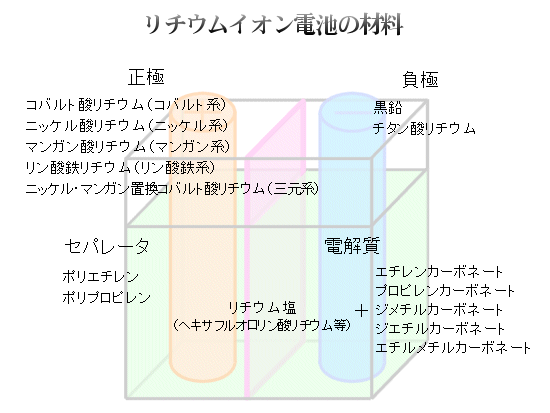 リチウムイオン電池の材料
正極
コバルト酸リチウム(コバルト系)
ニッケル酸リチウム(ニッケル系)
マンガン酸リチウム(マンガン系)
リン酸鉄リチウム(リン酸鉄系)
ニッケル・マンガン置換コバルト酸リチウム(三元系)
負極
黒鉛
チタン酸リチウム
セパレータ
ポリエチレン
ポリプロピレン
電解質
リチウム塩
(ヘキサフルオロリン酸リチウム等)
+
エチレンカーボネート
プロピレンカーボネート
ジメチルカーボネート
ジエチルカーボネート
エチルメチルカーボネート